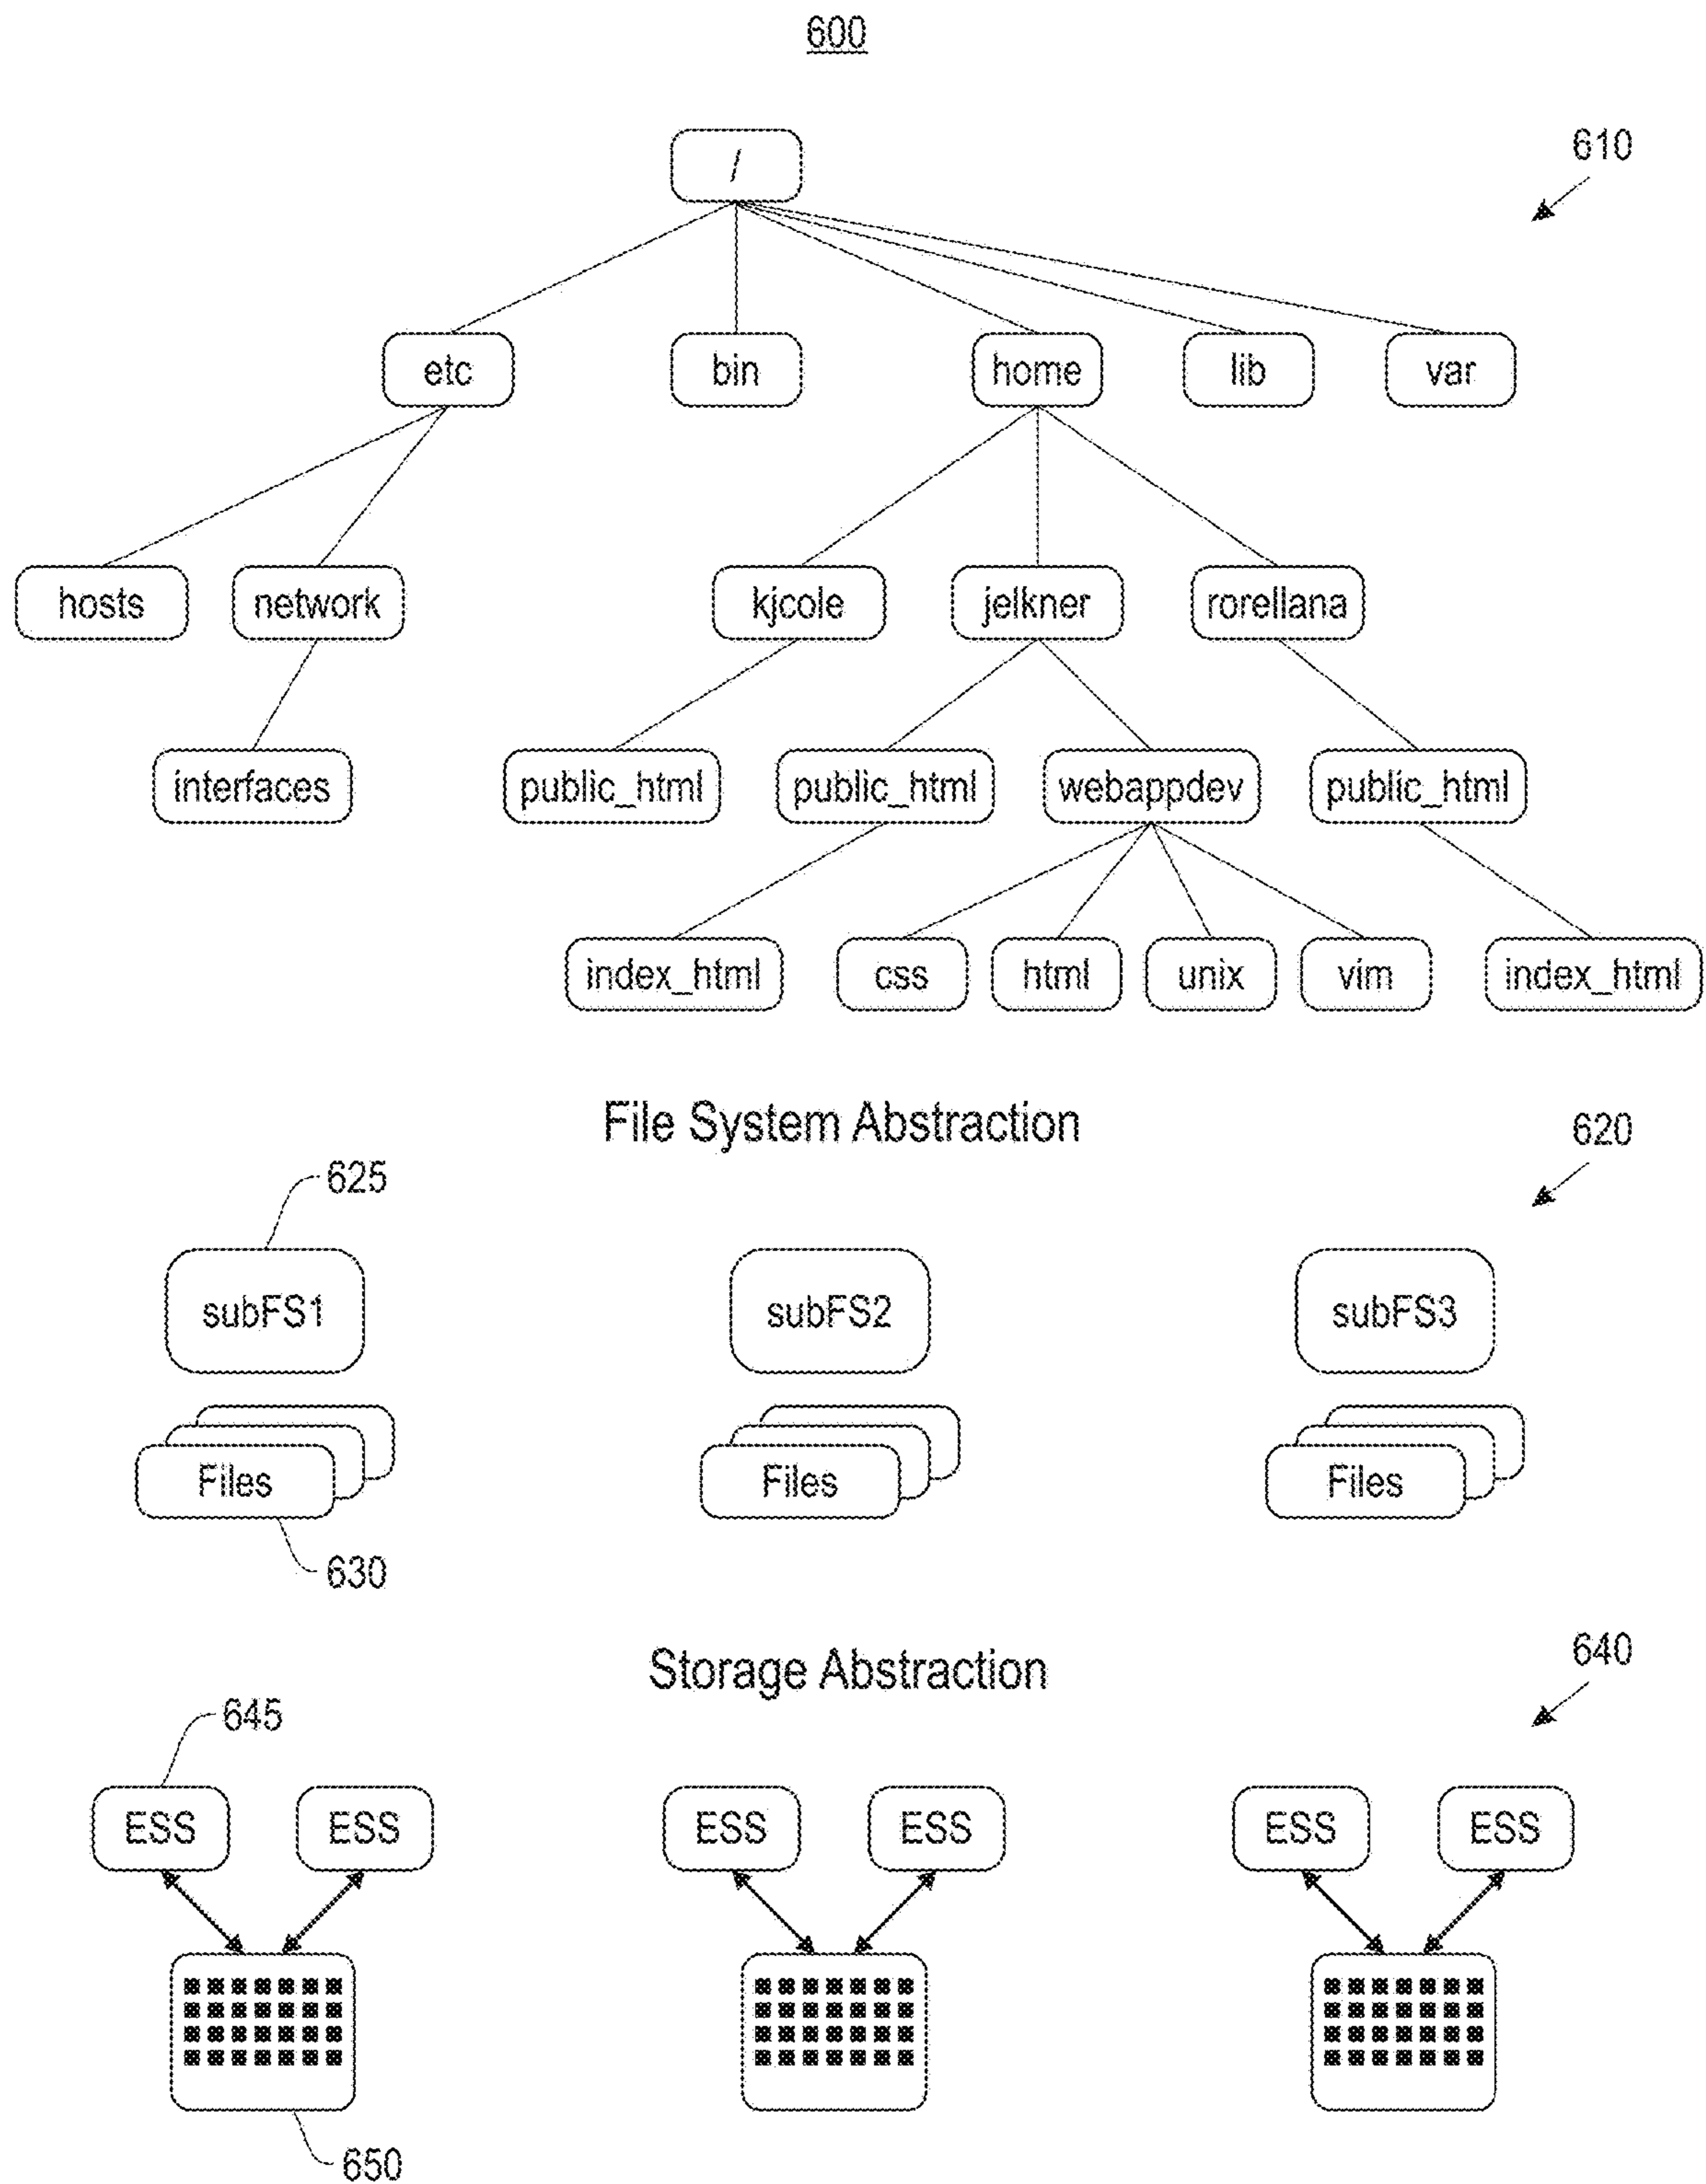 600
/
610
etc bin home lib var
hosts network kjcole jelkner rorellana
interfaces public_html public_html webappdev public_html
index_html css html unix vim index_html
File System Abstraction
620
625
subFS1 subFS2 subFS3
Files Files Files
630
Storage Abstraction
640
645
ESS ESS ESS ESS ESS ESS
650